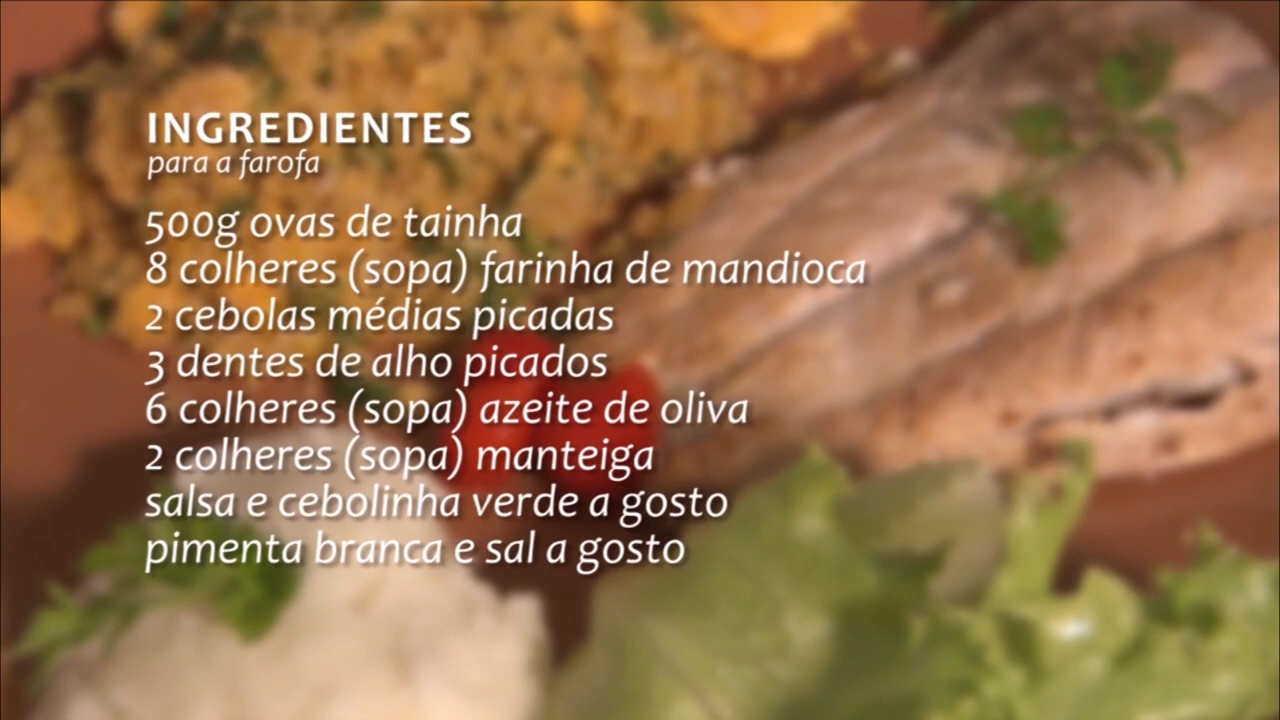 INGREDIENTES
para a farofa
500g ovas de tainha
8 colheres (sopa) farinha de mandioca
2 cebolas médias picadas
3 dentes de alho picados
6 colheres (sopa) azeite de oliva
2 colheres (sopa) manteiga
salsa e cebolinha verde a gosto
pimenta branca e sal a gosto